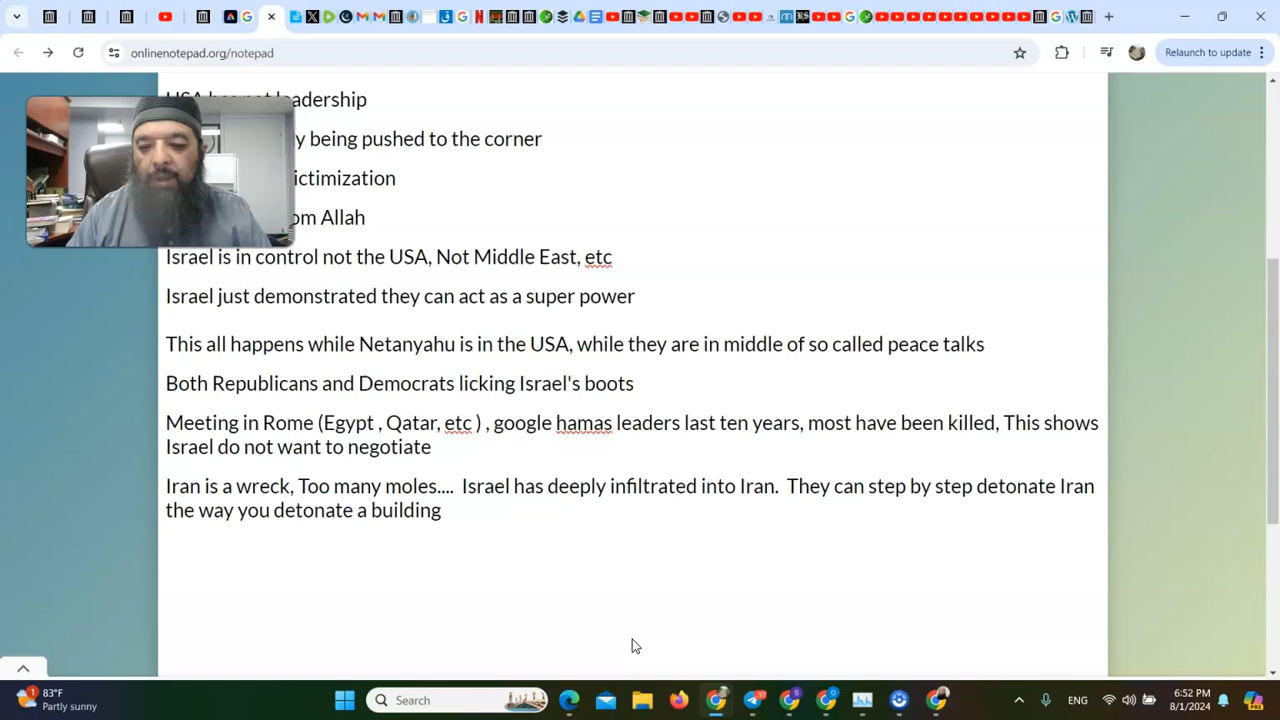 onlinenotepad.org/notepad
Relaunch to update
adership
y being pushed to the corner
ictimization
om Allah
Israel is in control not the USA, Not Middle East, etc
Israel just demonstrated they can act as a super power
This all happens while Netanyahu is in the USA, while they are in middle of so called peace talks
Both Republicans and Democrats licking Israel's boots
Meeting in Rome (Egypt , Qatar, etc ) , google hamas leaders last ten years, most have been killed, This shows
Israel do not want to negotiate
Iran is a wreck, Too many moles.... Israel has deeply infiltrated into Iran. They can step by step detonate Iran
the way you detonate a building
83°F
Partly sunny
Search
ENG
6:52 PM
8/1/2024